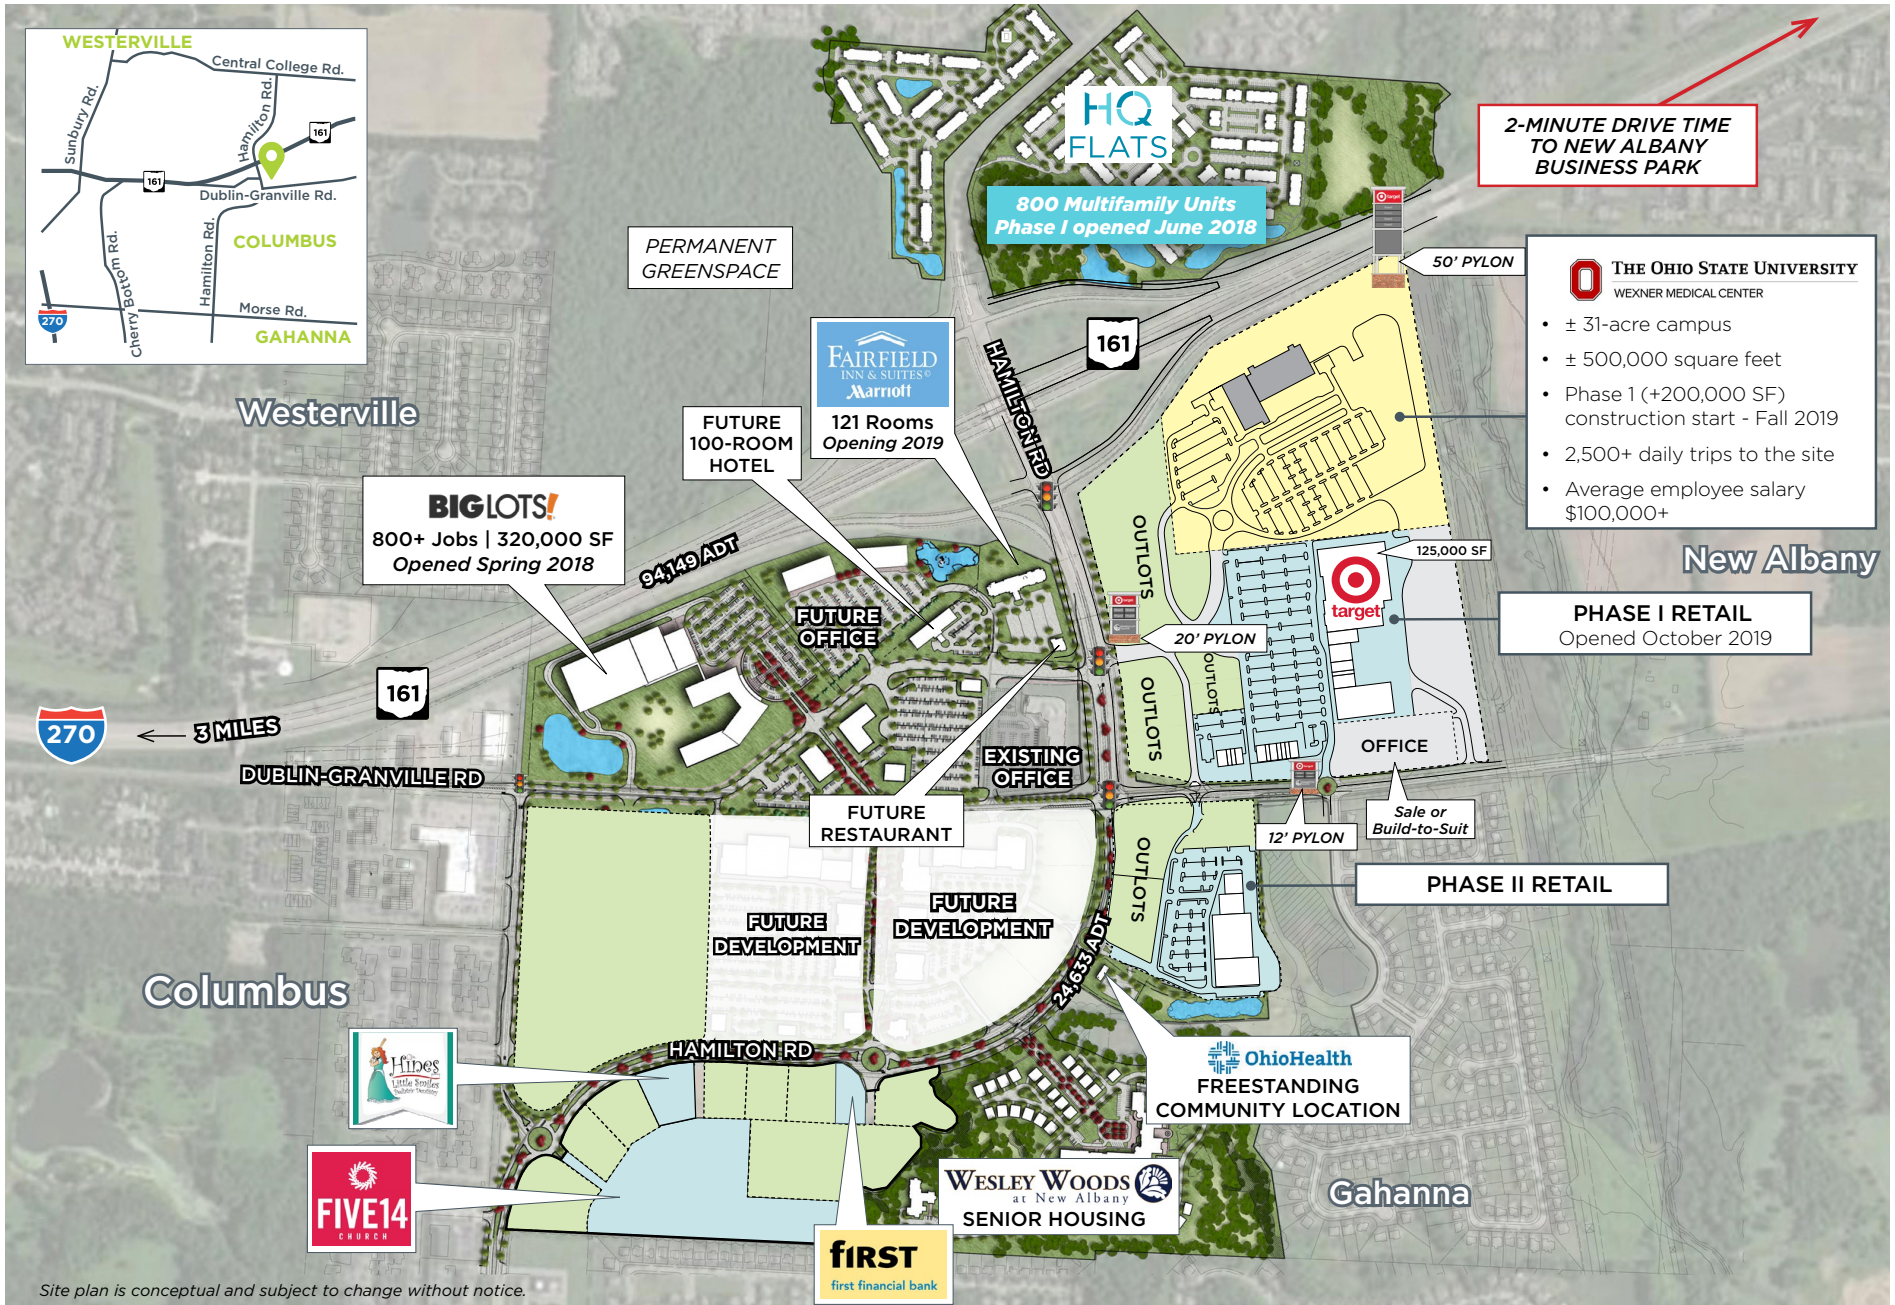 WESTERVILLE
Central College Rd.
Sunbury Rd.
Hamilton Rd.
161
161
Dublin-Granville Rd.
COLUMBUS
Cherry Bottom Rd.
Hamilton Rd.
Morse Rd.
270
GAHANNA
HQ
FLATS
800 Multifamily Units
Phase I opened June 2018
2-MINUTE DRIVE TIME
TO NEW ALBANY
BUSINESS PARK
PERMANENT
GREENSPACE
target
50' PYLON
THE OHIO STATE UNIVERSITY
WEXNER MEDICAL CENTER
• ± 31-acre campus
• ± 500,000 square feet
• Phase 1 (+200,000 SF)
construction start - Fall 2019
• 2,500+ daily trips to the site
• Average employee salary
$100,000+
FAIRFIELD
INN & SUITES©
Marriott
121 Rooms
Opening 2019
HAMILTON RD
161
Westerville
FUTURE
100-ROOM
HOTEL
BIG LOTS!
800+ Jobs | 320,000 SF
Opened Spring 2018
94,149 ADT
OUTLOTS
125,000 SF
target
New Albany
PHASE I RETAIL
Opened October 2019
FUTURE
OFFICE
target
20' PYLON
OUTLOTS
OUTLOTS
161
270
3 MILES
DUBLIN-GRANVILLE RD
EXISTING
OFFICE
OFFICE
target
FUTURE
RESTAURANT
12' PYLON
Sale or
Build-to-Suit
OUTLOTS
PHASE II RETAIL
FUTURE
DEVELOPMENT
FUTURE
DEVELOPMENT
24,633 ADT
Columbus
HAMILTON RD
Hines
Little Smiles
Pediatric Dentistry
OhioHealth
FREESTANDING
COMMUNITY LOCATION
FIVE14
CHURCH
WESLEY WOODS
at New Albany
SENIOR HOUSING
Gahanna
fiRST
first financial bank
Site plan is conceptual and subject to change without notice.